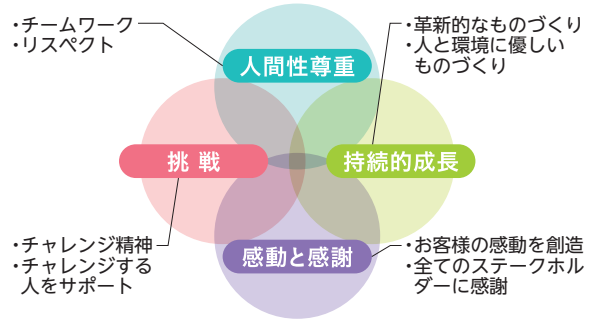 ・チームワーク
・リスペクト
人間性尊重
・革新的なものづくり
・人と環境に優しい
ものづくり
挑戦
持続的成長
・チャレンジ精神
・チャレンジする
人をサポート
感動と感謝
・お客様の感動を創造
・全てのステークホル
ダーに感謝